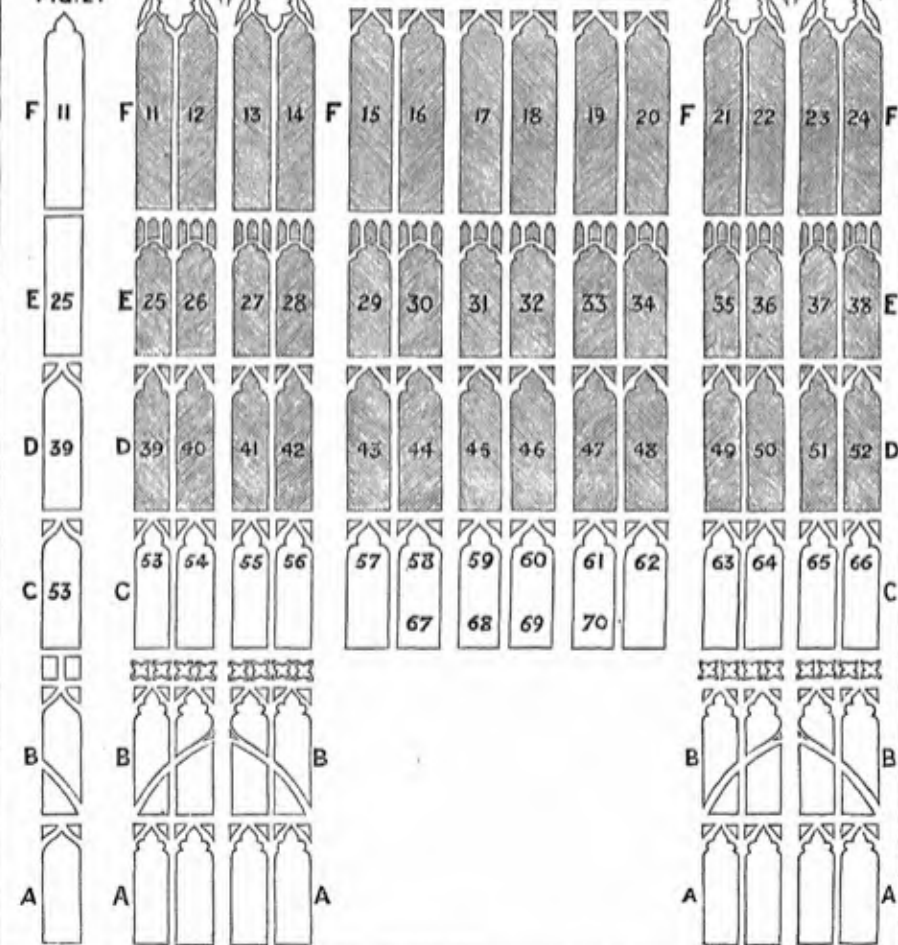 F 11 F 11 12 13 14 F 15 16 17 18 19 20 F 21 22 23 24 F
E 25 E 25 26 27 28 29 30 31 32 33 34 35 36 37 38 E
D 39 D 39 40 41 42 43 44 45 46 47 48 49 50 51 52 D
C 53 C 53 54 55 56 57 58 59 60 61 62 63 64 65 66 C
67 68 69 70
B B B B B
A A A A A